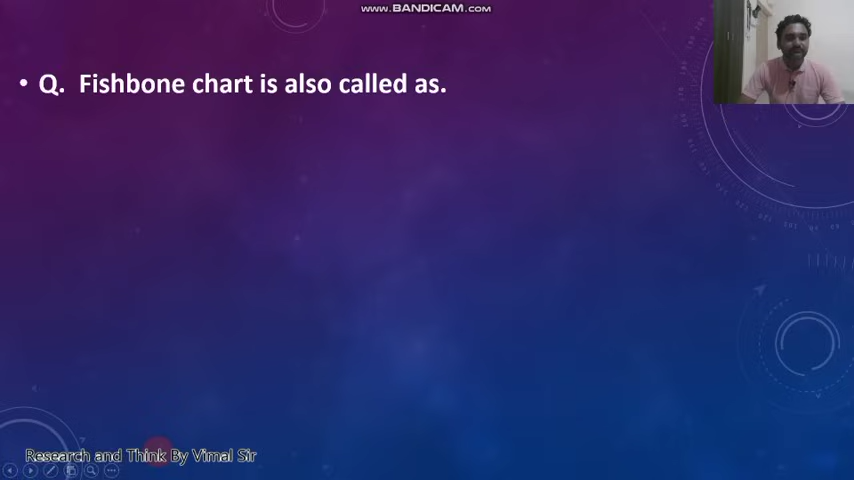 www.BANDICAM.com
• Q. Fishbone chart is also called as.
Research and Think By Vimal Sir